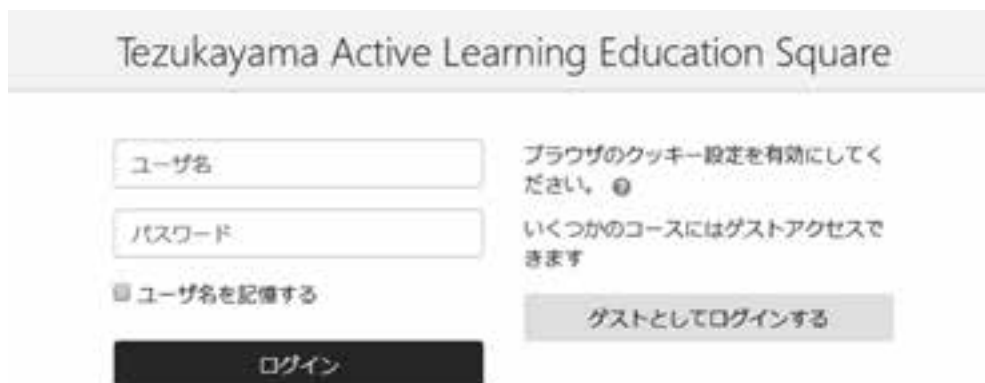 Tezukayama Active Learning Education Square
ユーザ名
パスワード
ユーザ名を記憶する
ログイン
ブラウザのクッキー設定を有効にしてく
ださい。
いくつかのコースにはゲストアクセスで
きます
ゲストとしてログインする